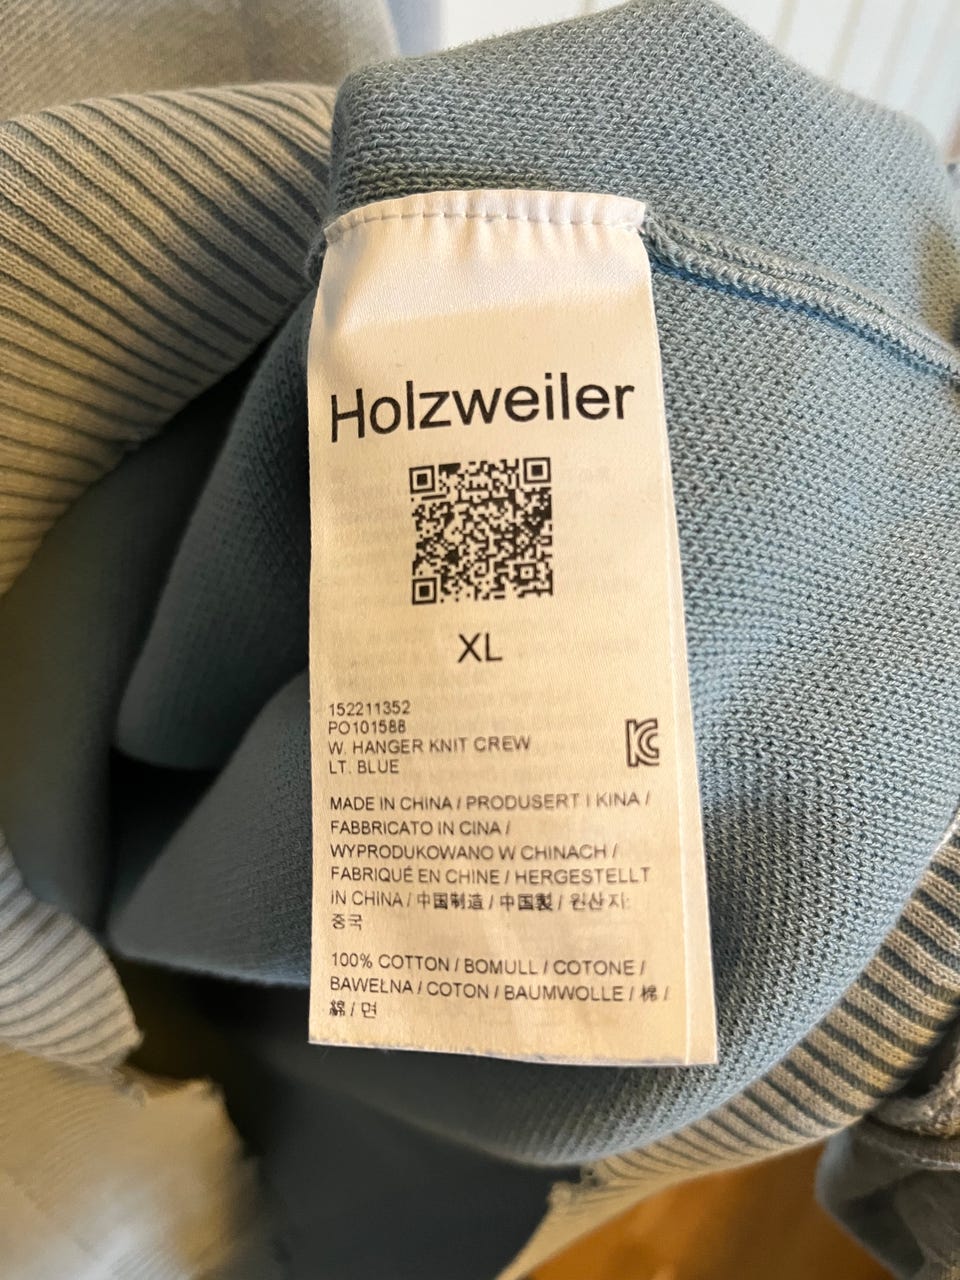 Holzweiler
XL
152211352
PO101588
W. HANGER KNIT CREW
LT. BLUE
MADE IN CHINA / PRODUSERT I KINA /
FABBRICATO IN CINA /
WYPRODUKOWANO W CHINACH /
FABRIQUÉ EN CHINE / HERGESTELLT
IN CHINA / 中国制造 / 中国製 / 원산지:
중국
100% COTTON / BOMULL / COTONE /
BAWEŁNA / COTON / BAUMWOLLE / 棉 /
綿 / 면